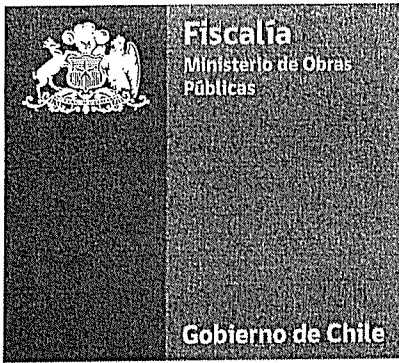 Fiscalía
Ministerio de Obras
Públicas
Gobierno de Chile